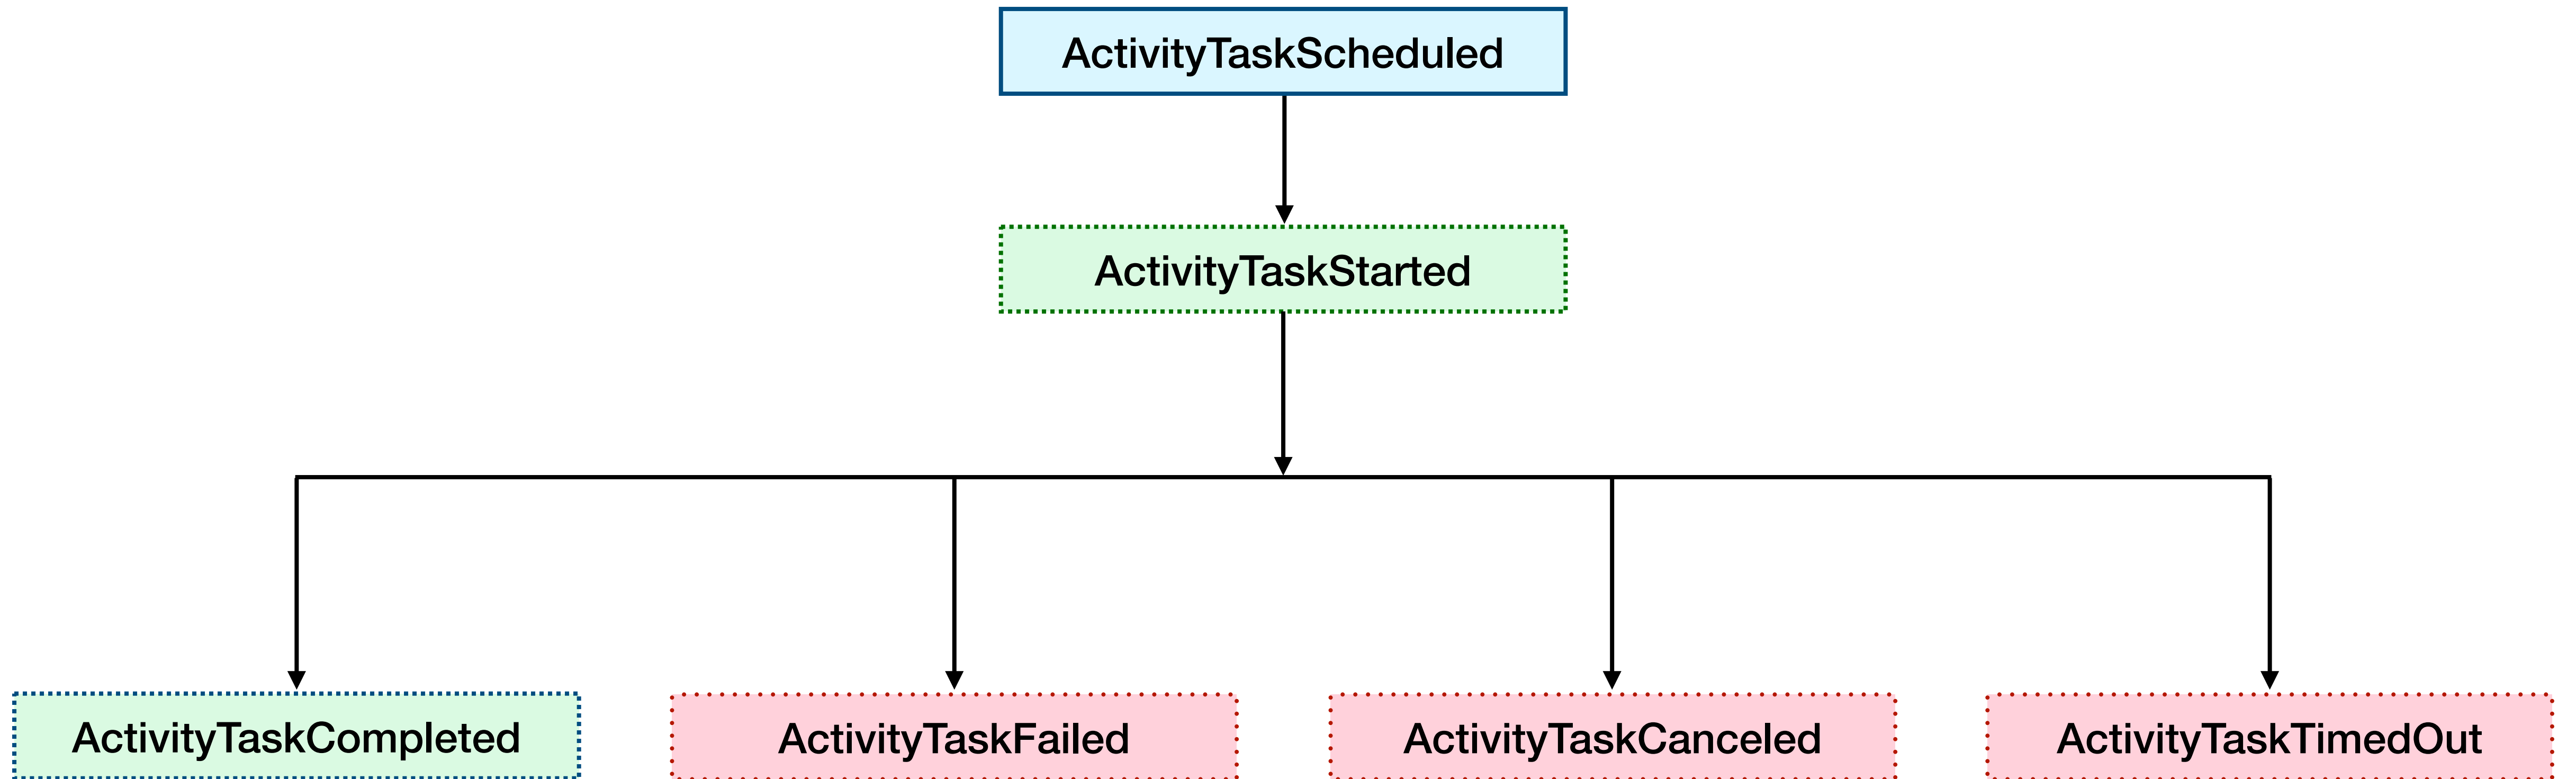 ActivityTaskScheduled
ActivityTaskStarted
ActivityTaskCompleted
ActivityTaskFailed
ActivityTaskCanceled
ActivityTaskTimedOut